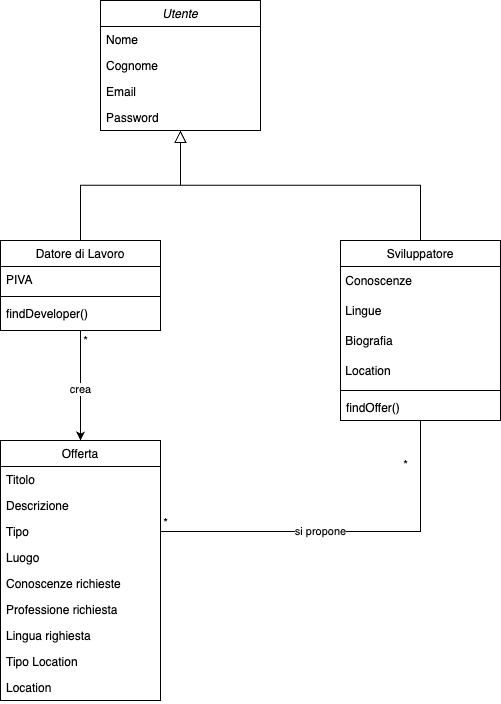 Utente
Nome
Cognome
Email
Password
Datore di Lavoro
PIVA
findDeveloper()
*
crea
Sviluppatore
Conoscenze
Lingue
Biografia
Location
findOffer()
*
Offerta
Titolo
Descrizione
Tipo
Luogo
Conoscenze richieste
Professione richiesta
Lingua righiesta
Tipo Location
Location
*
si propone